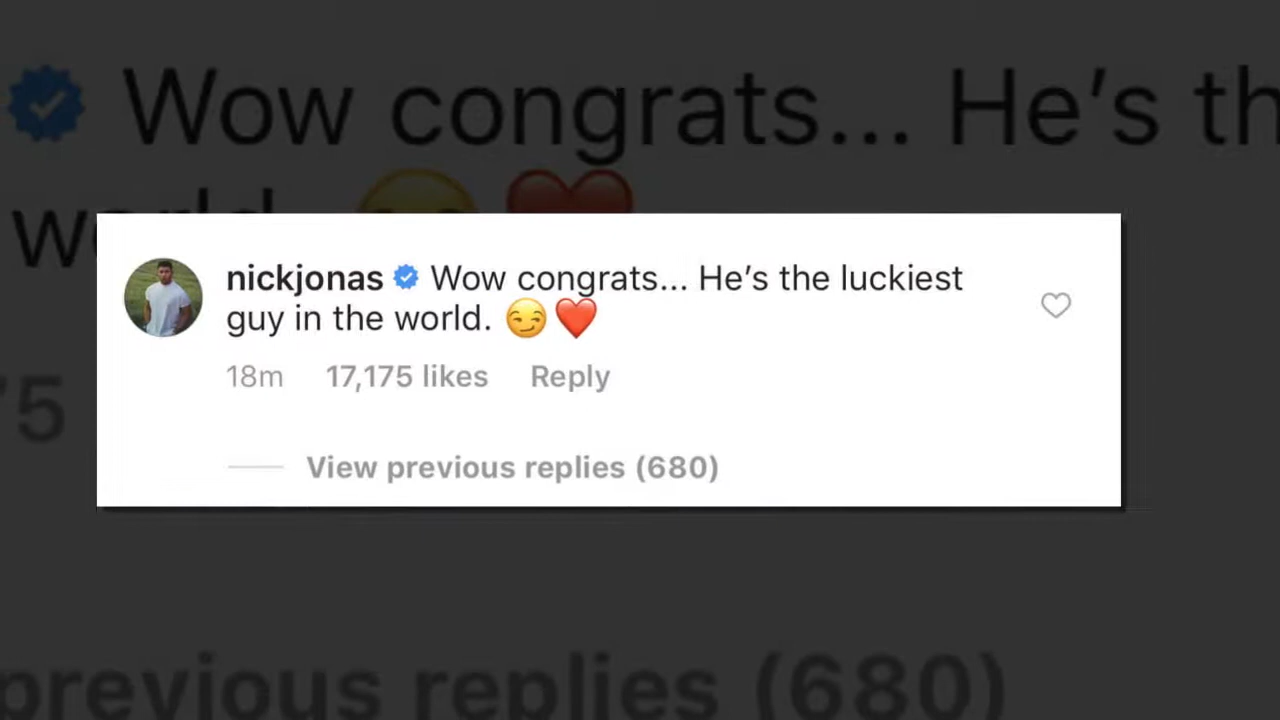 Wow congrats... He’s th
nickjonas Wow congrats... He’s the luckiest
guy in the world. 😏❤️
18m 17,175 likes Reply
View previous replies (680)
previous replies (680)